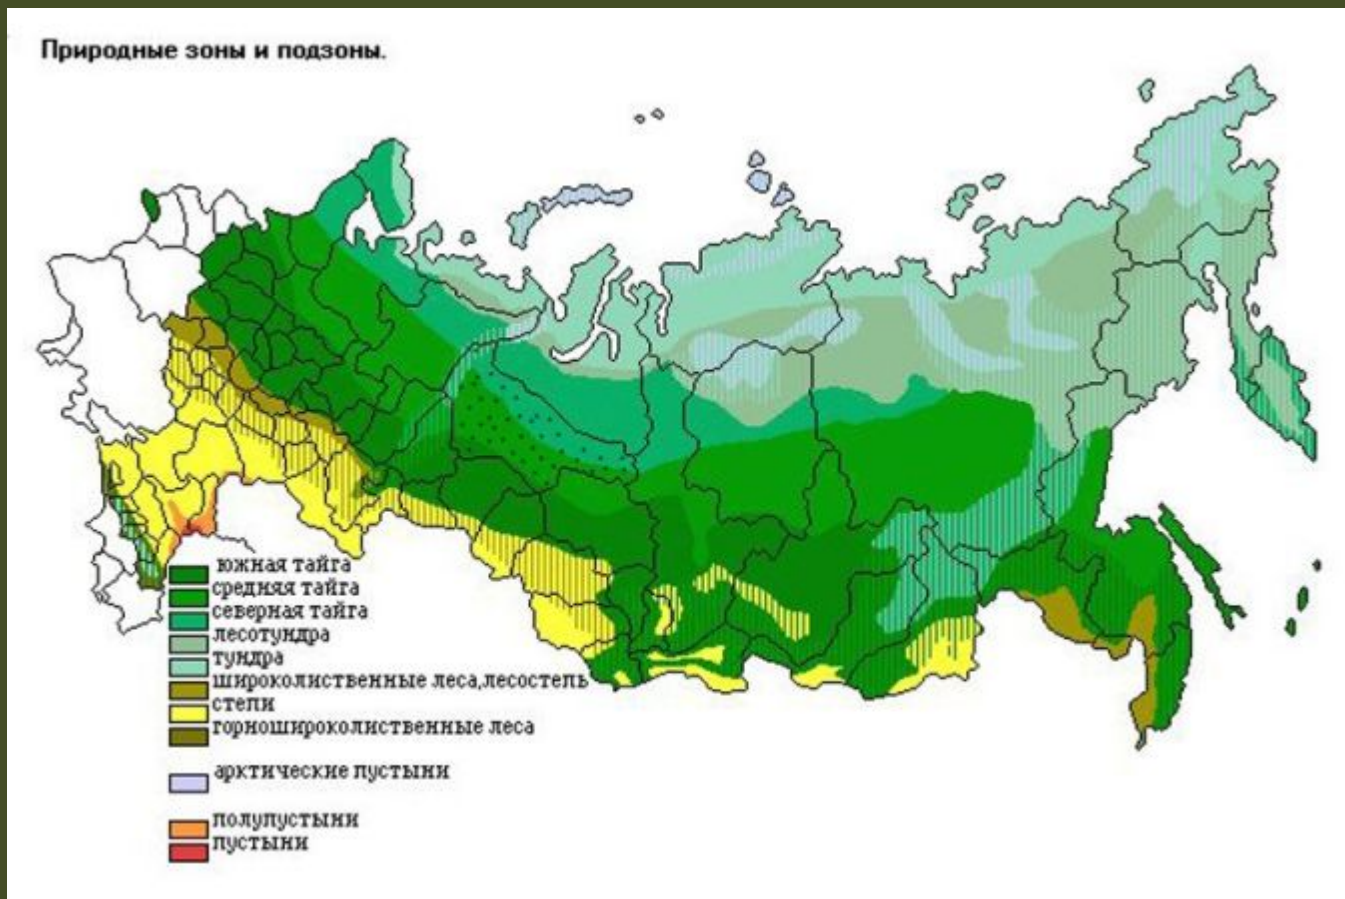 Природные зоны и подзоны.
южная тайга
средняя тайга
северная тайга
лесотундра
тундра
широколиственные леса,лесостепь
степи
горношироколиственные леса
арктические пустыни
полупустыни
пустыни